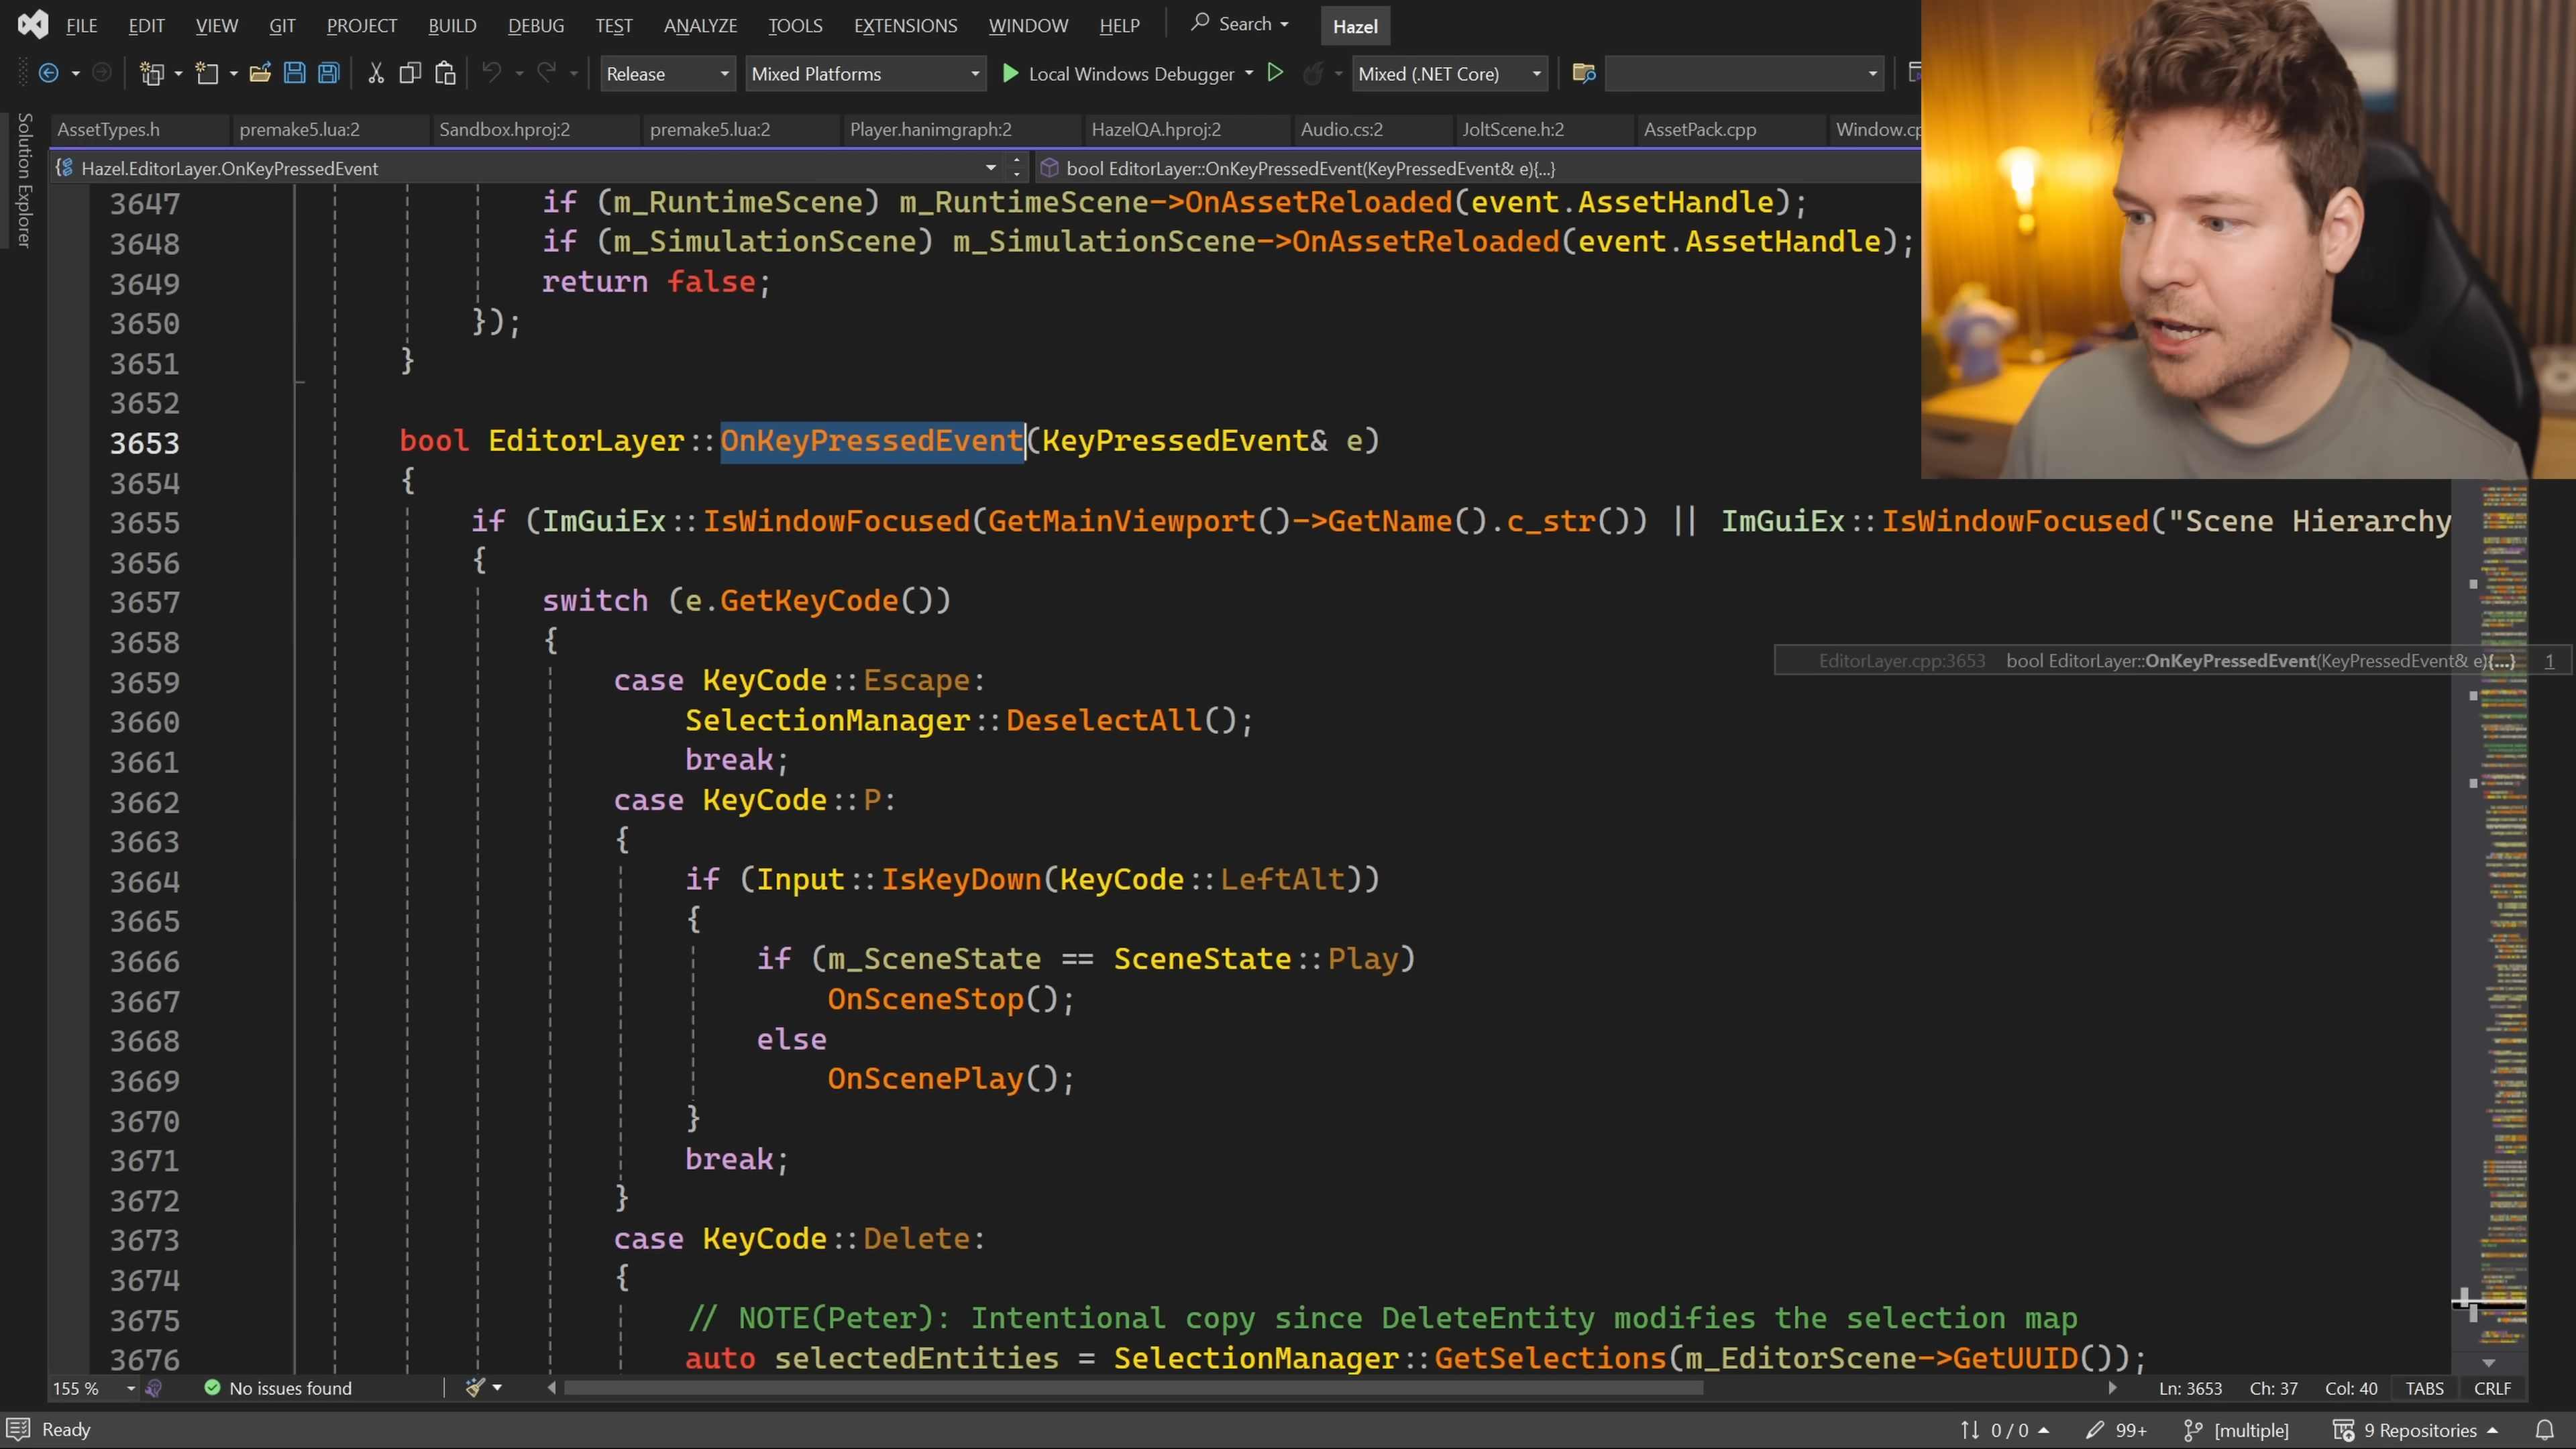 FILE EDIT VIEW GIT PROJECT BUILD DEBUG TEST ANALYZE TOOLS EXTENSIONS WINDOW HELP Search Hazel
Release Mixed Platforms Local Windows Debugger Mixed (.NET Core)
Solution Explorer
AssetTypes.h premake5.lua:2 Sandbox.hproj:2 premake5.lua:2 Player.hanimgraph:2 HazelQA.hproj:2 Audio.cs:2 JoltScene.h:2 AssetPack.cpp Window.cp
Hazel.EditorLayer.OnKeyPressedEvent bool EditorLayer::OnKeyPressedEvent(KeyPressedEvent& e){...}
3647 if (m_RuntimeScene) m_RuntimeScene->OnAssetReloaded(event.AssetHandle);
3648 if (m_SimulationScene) m_SimulationScene->OnAssetReloaded(event.AssetHandle);
3649 return false;
3650 });
3651 }
3652
3653 bool EditorLayer::OnKeyPressedEvent(KeyPressedEvent& e)
3654 {
3655 if (ImGuiEx::IsWindowFocused(GetMainViewport()->GetName().c_str()) || ImGuiEx::IsWindowFocused("Scene Hierarchy
3656 {
3657 switch (e.GetKeyCode())
3658 {
EditorLayer.cpp:3653 bool EditorLayer::OnKeyPressedEvent(KeyPressedEvent& e){...} 1
3659 case KeyCode::Escape:
3660 SelectionManager::DeselectAll();
3661 break;
3662 case KeyCode::P:
3663 {
3664 if (Input::IsKeyDown(KeyCode::LeftAlt))
3665 {
3666 if (m_SceneState == SceneState::Play)
3667 OnSceneStop();
3668 else
3669 OnScenePlay();
3670 }
3671 break;
3672 }
3673 case KeyCode::Delete:
3674 {
3675 // NOTE(Peter): Intentional copy since DeleteEntity modifies the selection map
3676 auto selectedEntities = SelectionManager::GetSelections(m_EditorScene->GetUUID());
155 % No issues found Ln: 3653 Ch: 37 Col: 40 TABS CRLF
Ready 0 / 0 99+ [multiple] 9 Repositories